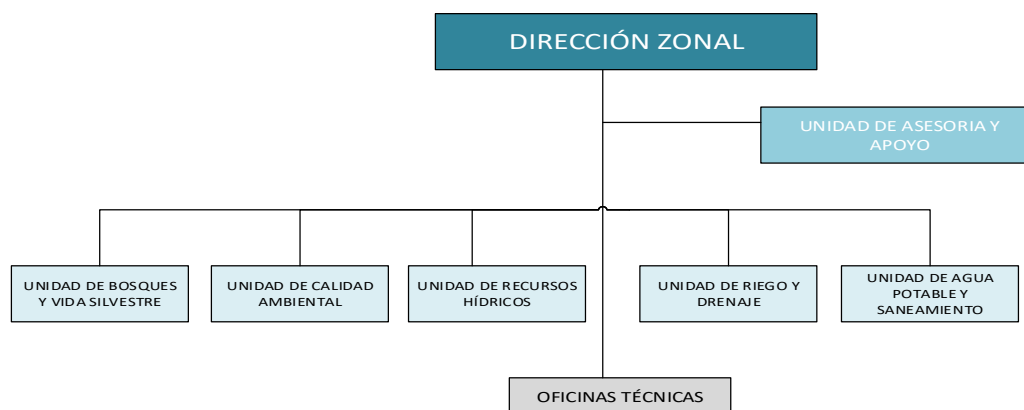 DIRECCIÓN ZONAL
UNIDAD DE ASESORIA Y
APOYO
UNIDAD DE BOSQUES
Y VIDA SILVESTRE
UNIDAD DE CALIDAD
AMBIENTAL
UNIDAD DE RECURSOS
HÍDRICOS
UNIDAD DE RIEGO Y
DRENAJE
UNIDAD DE AGUA
POTABLE Y
SANEAMIENTO
OFICINAS TÉCNICAS